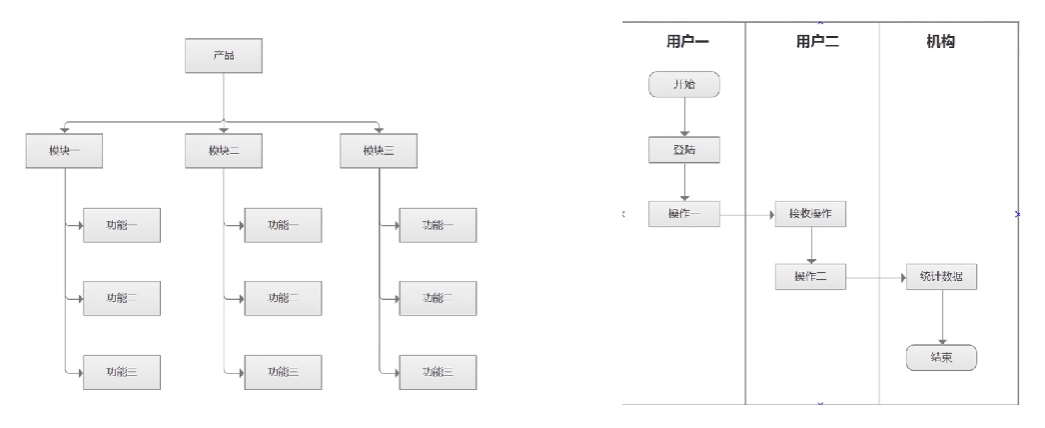 产品
模块一
模块二
模块三
功能一
功能一
功能一
功能二
功能二
功能二
功能三
功能三
功能三
用户一
用户二
机构
开始
登陆
操作一
接收操作
操作二
统计数据
结束